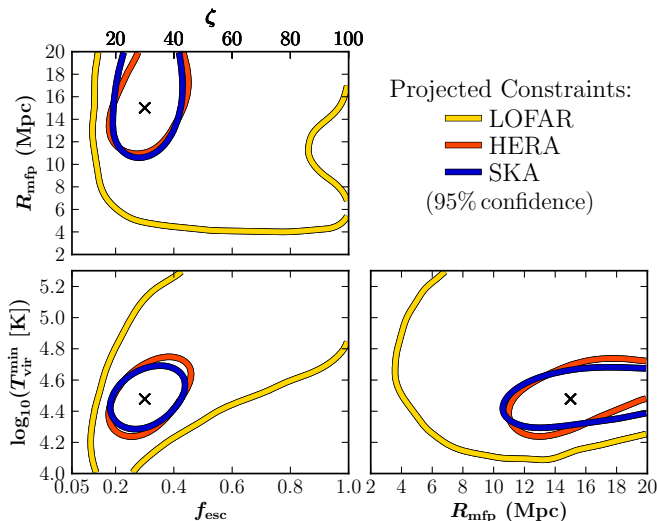 ζ
20 40 60 80 100
20
18
16
14
12
10
8
6
4
2
R_mfp (Mpc)
Projected Constraints:
LOFAR
HERA
SKA
(95% confidence)
5.2
5.0
4.8
4.6
4.4
4.2
4.0
log₁₀(T_vir^min [K])
0.05 0.2 0.4 0.6 0.8 1.0
f_esc
2 4 6 8 10 12 14 16 18 20
R_mfp (Mpc)